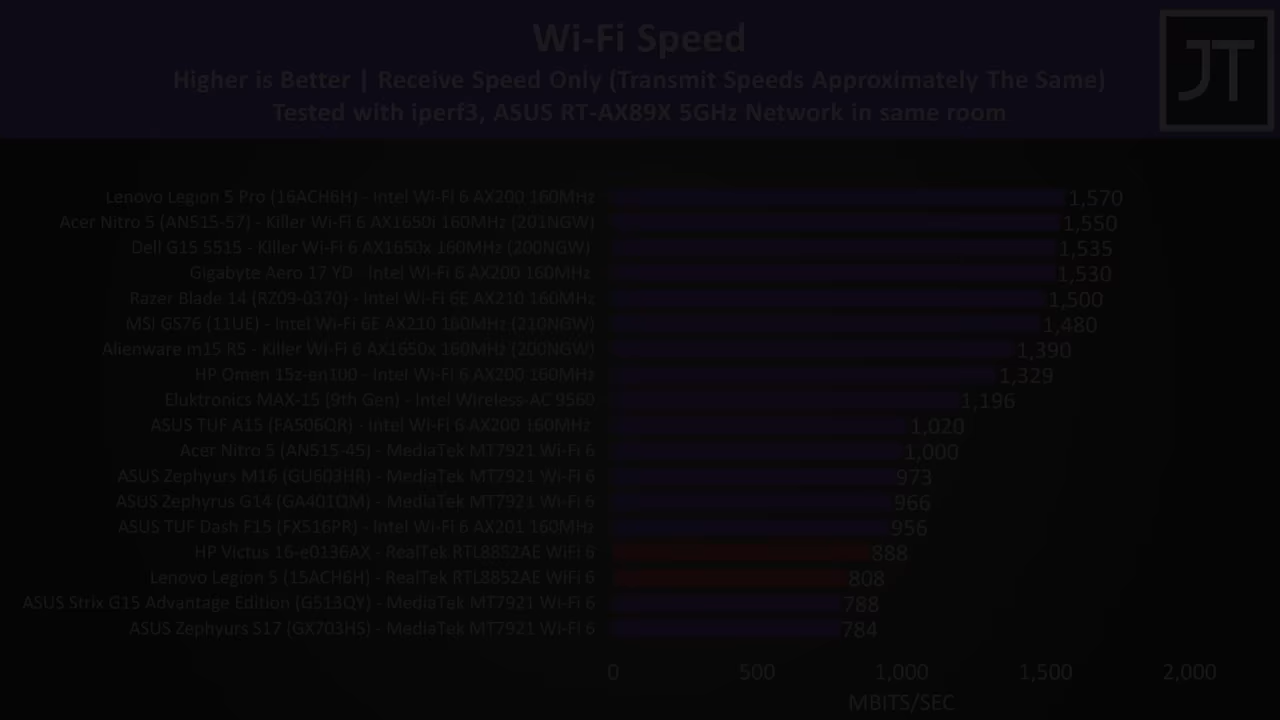 Wi-Fi Speed
JT
Higher is Better | Receive Speed Only (Transmit Speeds Approximately The Same)
Tested with iperf3, ASUS RT-AX89X 5GHz Network in same room
Lenovo Legion 5 Pro (16ACH6H) - Intel Wi-Fi 6 AX200 160MHz 1,570
Acer Nitro 5 (AN515-57) - Killer Wi-Fi 6 AX1650i 160MHz (201NGW) 1,550
Dell G15 5515 - Killer Wi-Fi 6 AX1650x 160MHz (200NGW) 1,535
Gigabyte Aero 17 YD - Intel Wi-Fi 6 AX200 160MHz 1,530
Razer Blade 14 (RZ09-0370) - Intel Wi-Fi 6E AX210 160MHz 1,500
MSI GS76 (11UE) - Intel Wi-Fi 6E AX210 160MHz (210NGW) 1,480
Alienware m15 R5 - Killer Wi-Fi 6 AX1650x 160MHz (200NGW) 1,390
HP Omen 15z-en100 - Intel Wi-Fi 6 AX200 160MHz 1,329
Eluktronics MAX-15 (9th Gen) - Intel Wireless-AC 9560 1,196
ASUS TUF A15 (FA506QR) - Intel Wi-Fi 6 AX200 160MHz 1,020
Acer Nitro 5 (AN515-45) - MediaTek MT7921 Wi-Fi 6 1,000
ASUS Zephyurs M16 (GU603HR) - MediaTek MT7921 Wi-Fi 6 973
ASUS Zephyrus G14 (GA401QM) - MediaTek MT7921 Wi-Fi 6 966
ASUS TUF Dash F15 (FX516PR) - Intel Wi-Fi 6 AX201 160MHz 956
HP Victus 16-e0136AX - RealTek RTL8852AE WiFi 6 888
Lenovo Legion 5 (15ACH6H) - RealTek RTL8852AE WiFi 6 808
ASUS Strix G15 Advantage Edition (G513QY) - MediaTek MT7921 Wi-Fi 6 788
ASUS Zephyurs S17 (GX703HS) - MediaTek MT7921 Wi-Fi 6 784
0 500 1,000 1,500 2,000
MBITS/SEC